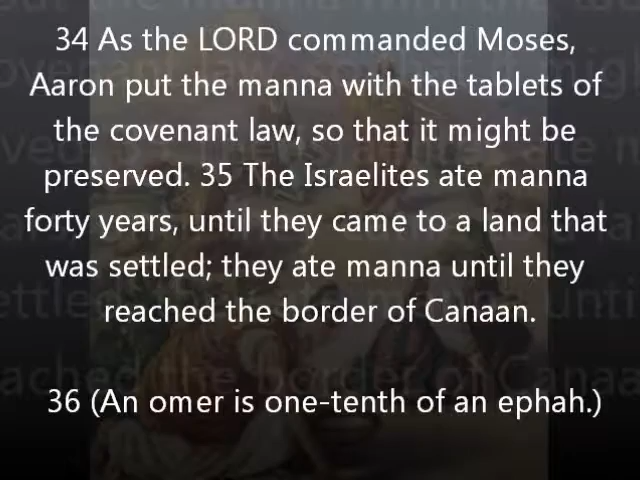 34 As the LORD commanded Moses,
Aaron put the manna with the tablets of
the covenant law, so that it might be
preserved. 35 The Israelites ate manna
forty years, until they came to a land that
was settled; they ate manna until they
reached the border of Canaan.
36 (An omer is one-tenth of an ephah.)